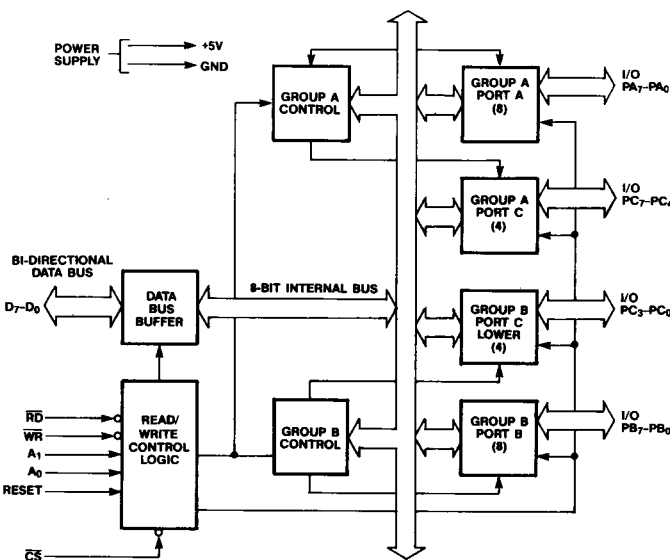 POWER
SUPPLY
+5V
GND
GROUP A
CONTROL
GROUP A
PORT A
(8)
I/O
PA7-PA0
GROUP A
PORT C
(4)
I/O
PC7-PC4
BI-DIRECTIONAL
DATA BUS
D7-D0
DATA
BUS
BUFFER
8-BIT INTERNAL BUS
GROUP B
PORT C
LOWER
(4)
I/O
PC3-PC0
RD
WR
A1
A0
RESET
CS
READ/
WRITE
CONTROL
LOGIC
GROUP B
CONTROL
GROUP B
PORT B
(8)
I/O
PB7-PB0